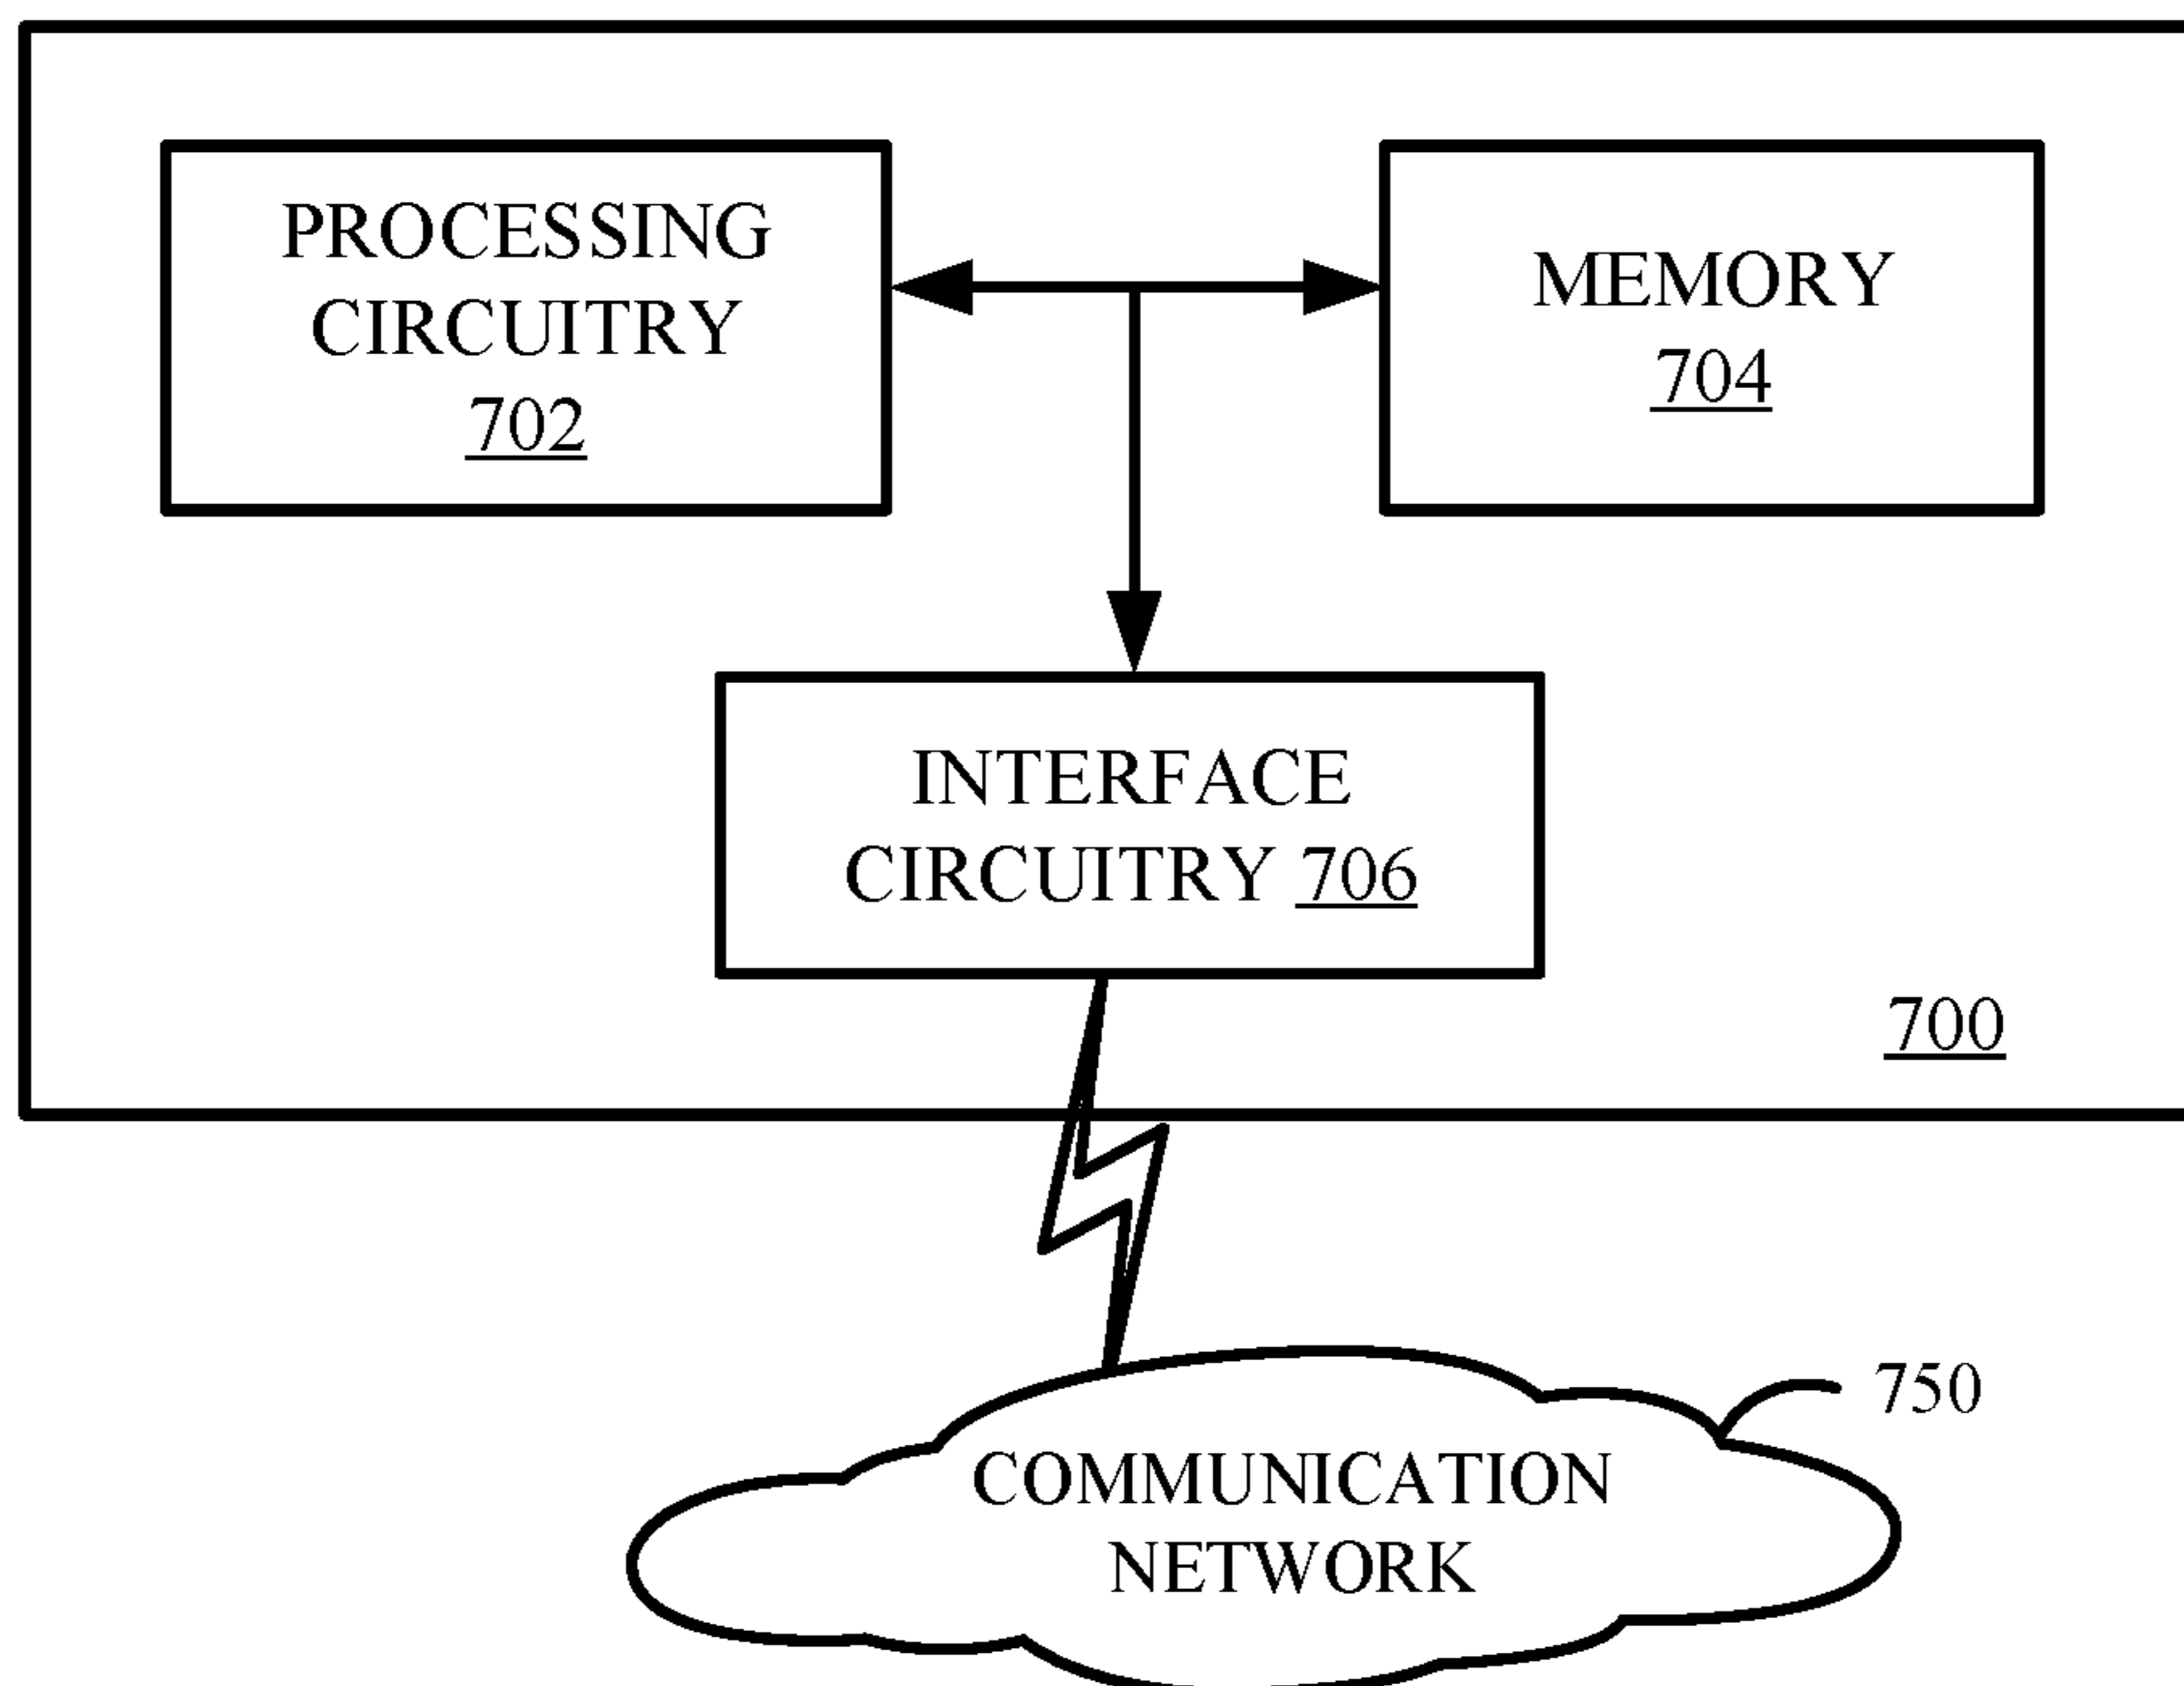 PROCESSING
CIRCUITRY
702
MEMORY
704
INTERFACE
CIRCUITRY 706
700
750
COMMUNICATION
NETWORK